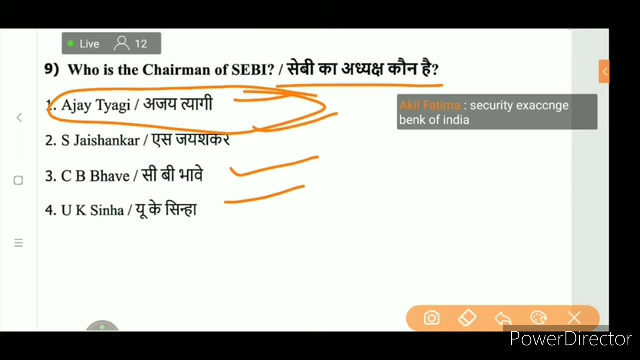 Live 12
9) Who is the Chairman of SEBI? / सेबी का अध्यक्ष कौन है?
1. Ajay Tyagi / अजय त्यागी
Akil Fatima : security exaccnge
benk of india
2. S Jaishankar / एस जयशंकर
3. C B Bhave / सी बी भावे
4. U K Sinha / यू के सिन्हा
PowerDirector